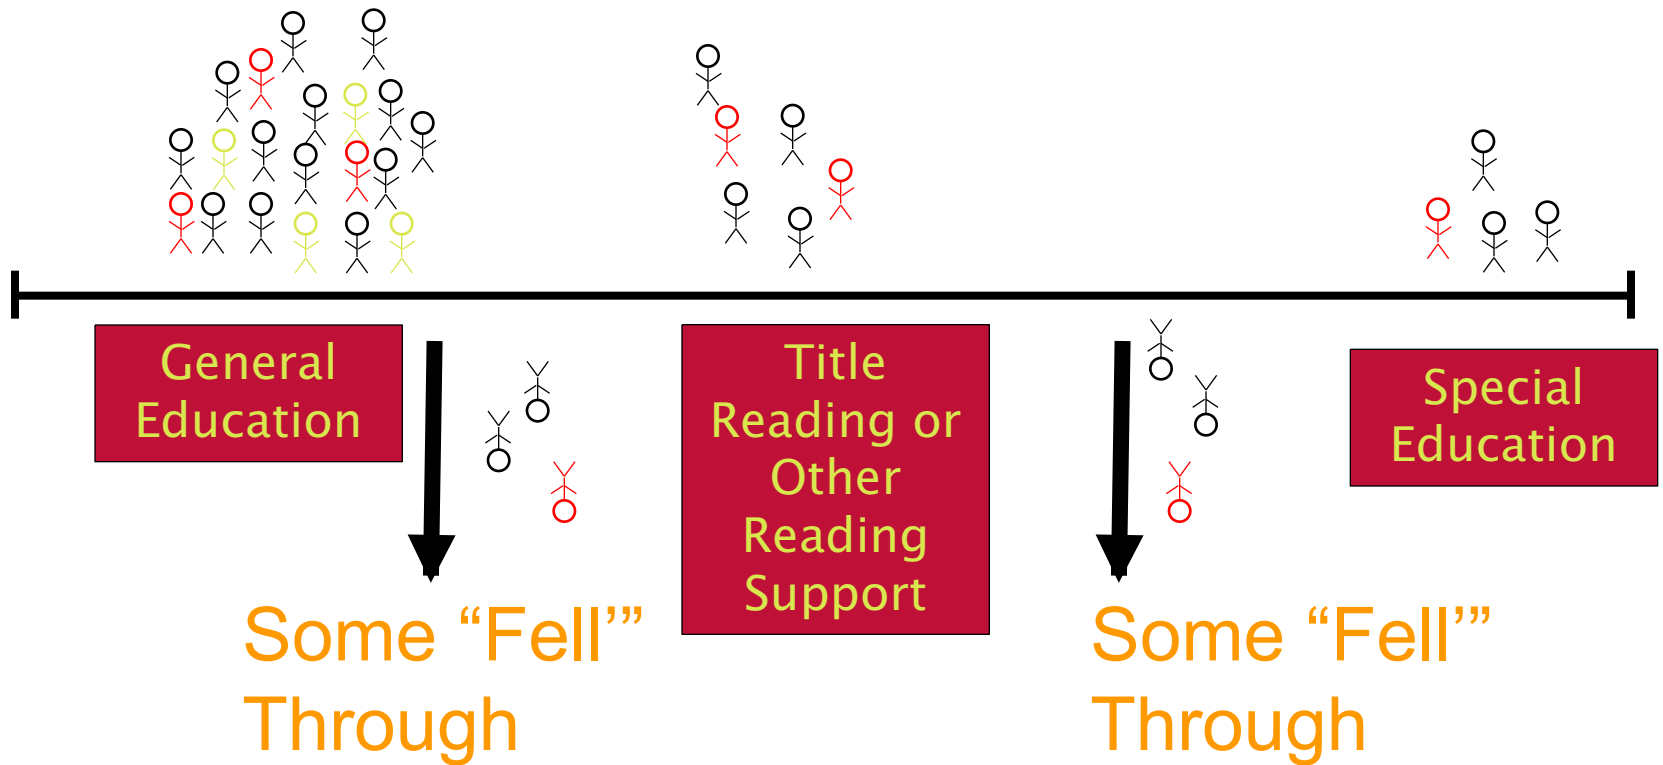 General
Education
Title
Reading or
Other
Reading
Support
Special
Education
Some “Fell’”
Through
Some “Fell’”
Through